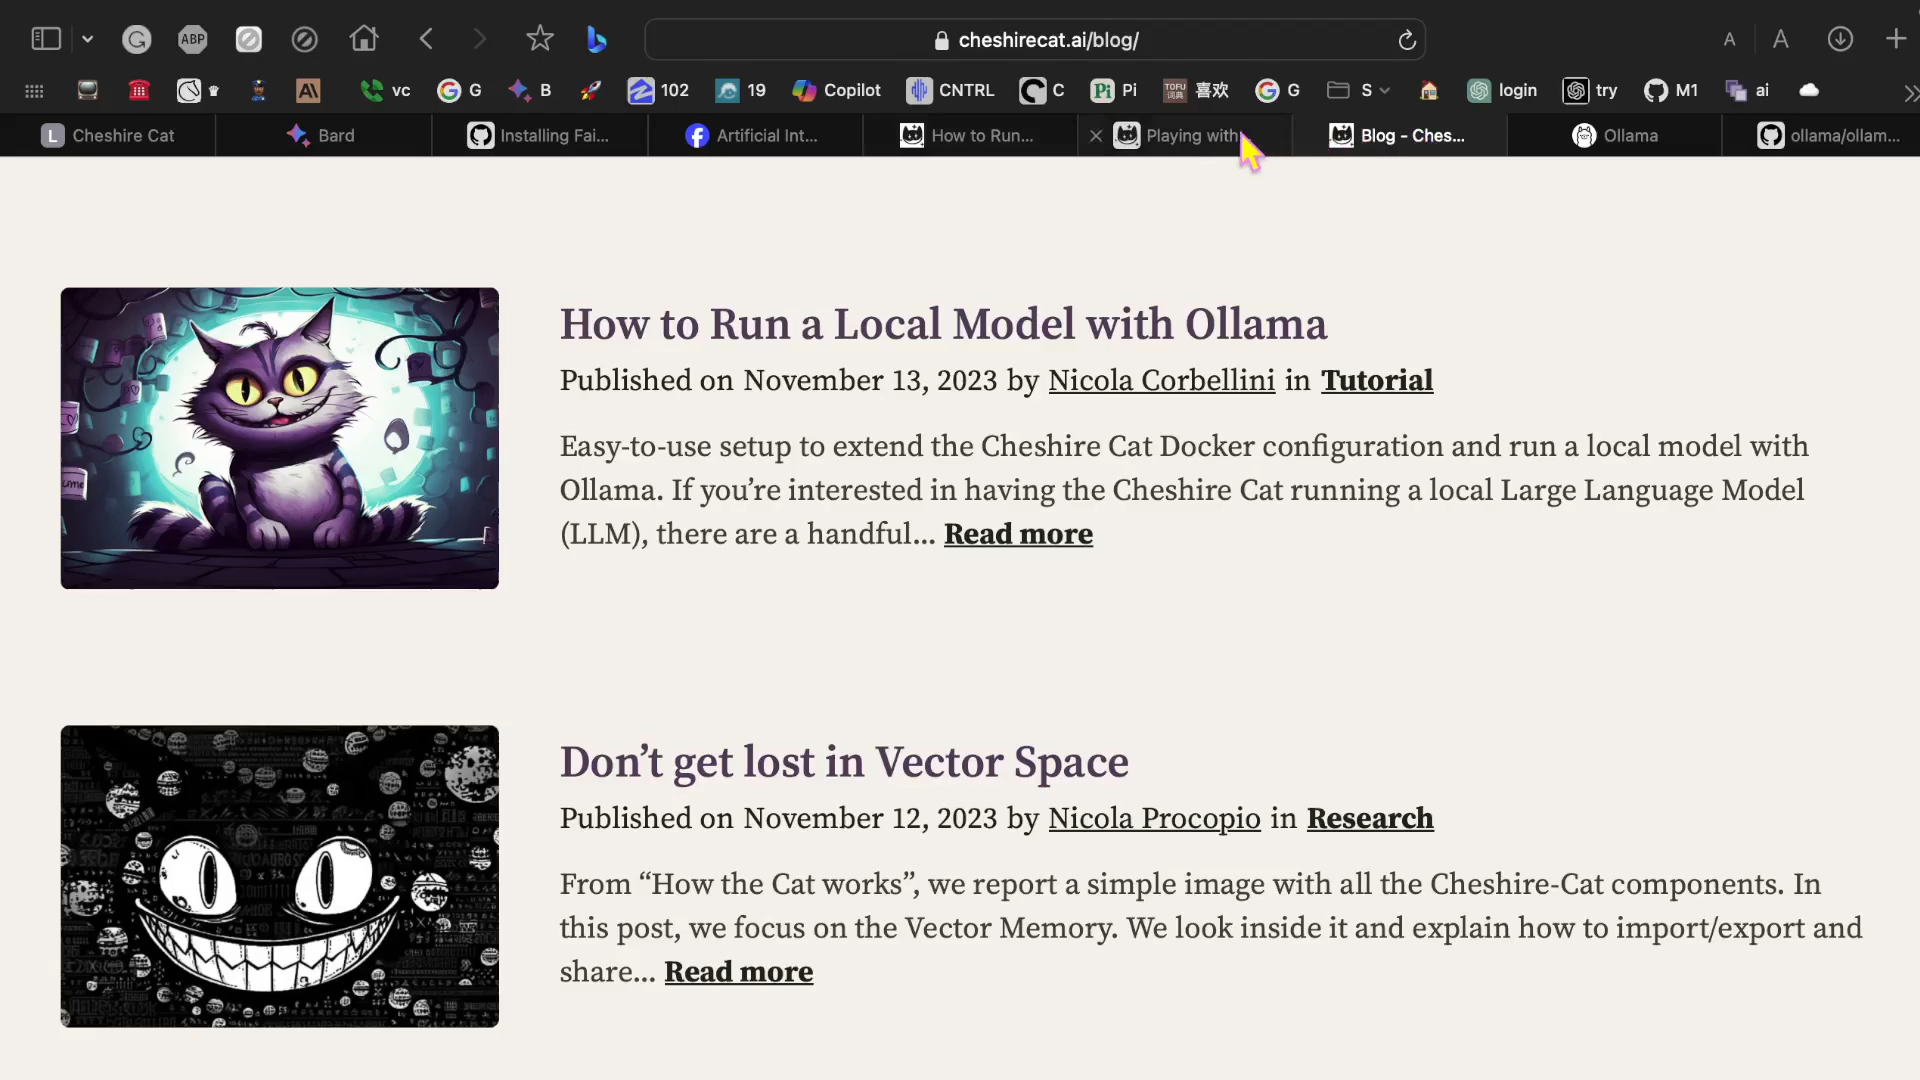 ABP
cheshirecat.ai/blog/
A A
vc G B 102 19 Copilot CNTRL C Pi 喜欢 G S login try M1 ai
L Cheshire Cat Bard Installing Fai... Artificial Int... How to Run... Playing with Blog - Ches... Ollama ollama/ollam...
How to Run a Local Model with Ollama
Published on November 13, 2023 by Nicola Corbellini in Tutorial
Easy-to-use setup to extend the Cheshire Cat Docker configuration and run a local model with
Ollama. If you’re interested in having the Cheshire Cat running a local Large Language Model
(LLM), there are a handful... Read more
Don’t get lost in Vector Space
Published on November 12, 2023 by Nicola Procopio in Research
From “How the Cat works”, we report a simple image with all the Cheshire-Cat components. In
this post, we focus on the Vector Memory. We look inside it and explain how to import/export and
share... Read more